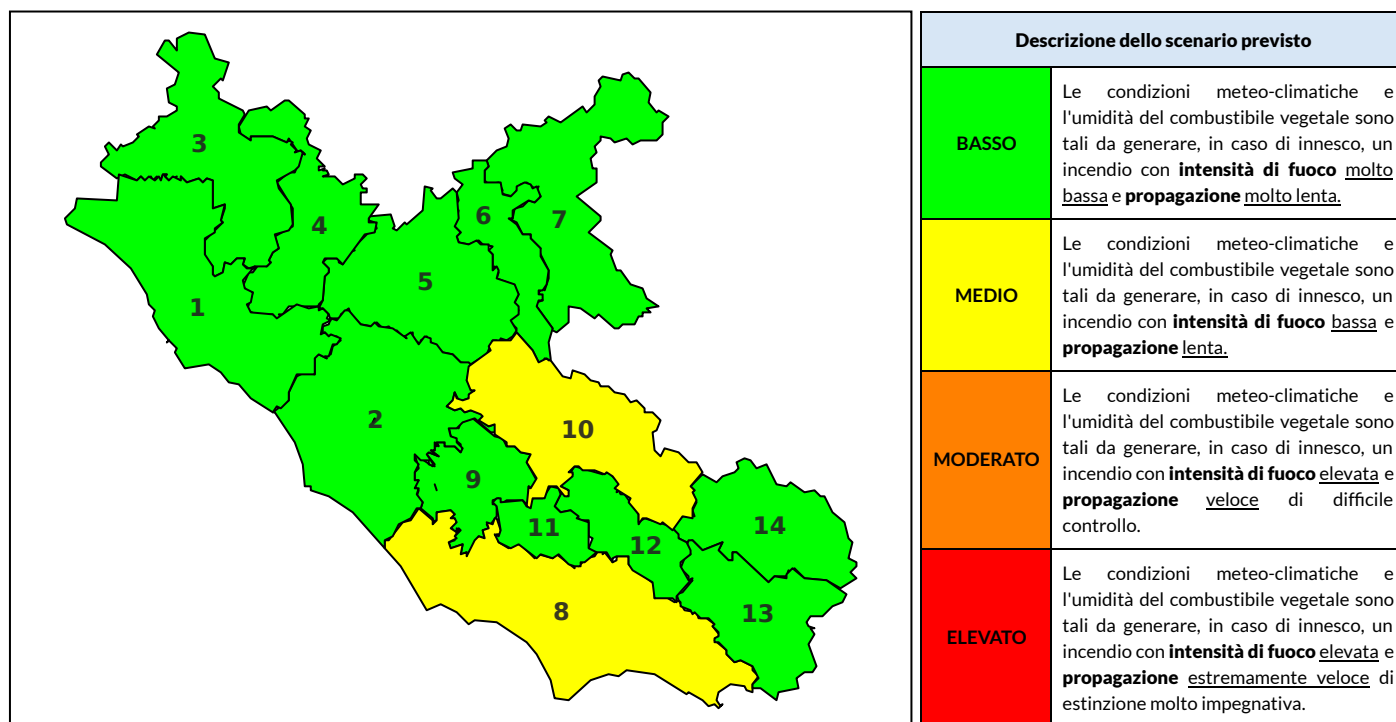 3
4
6
7
5
1
2
10
9
14
11
12
8
13
Descrizione dello scenario previsto
BASSO
Le condizioni meteo-climatiche e
l'umidità del combustibile vegetale sono
tali da generare, in caso di innesco, un
incendio con intensità di fuoco molto
bassa e propagazione molto lenta.
MEDIO
Le condizioni meteo-climatiche e
l'umidità del combustibile vegetale sono
tali da generare, in caso di innesco, un
incendio con intensità di fuoco bassa e
propagazione lenta.
MODERATO
Le condizioni meteo-climatiche e
l'umidità del combustibile vegetale sono
tali da generare, in caso di innesco, un
incendio con intensità di fuoco elevata e
propagazione veloce di difficile
controllo.
ELEVATO
Le condizioni meteo-climatiche e
l'umidità del combustibile vegetale sono
tali da generare, in caso di innesco, un
incendio con intensità di fuoco elevata e
propagazione estremamente veloce di
estinzione molto impegnativa.